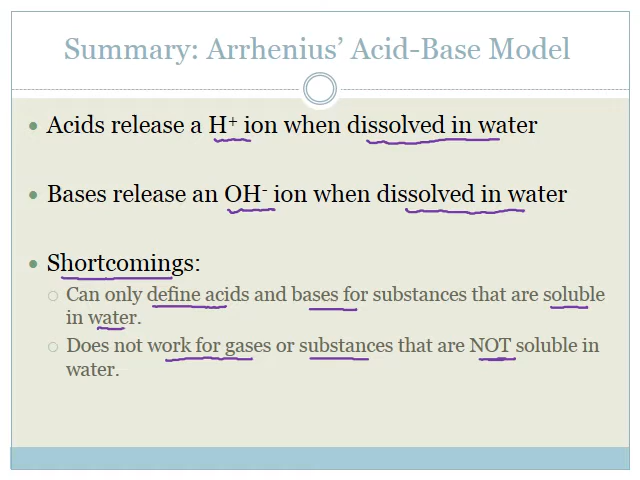 Summary: Arrhenius’ Acid-Base Model
Acids release a H⁺ ion when dissolved in water
Bases release an OH⁻ ion when dissolved in water
Shortcomings:
Can only define acids and bases for substances that are soluble
in water.
Does not work for gases or substances that are NOT soluble in
water.